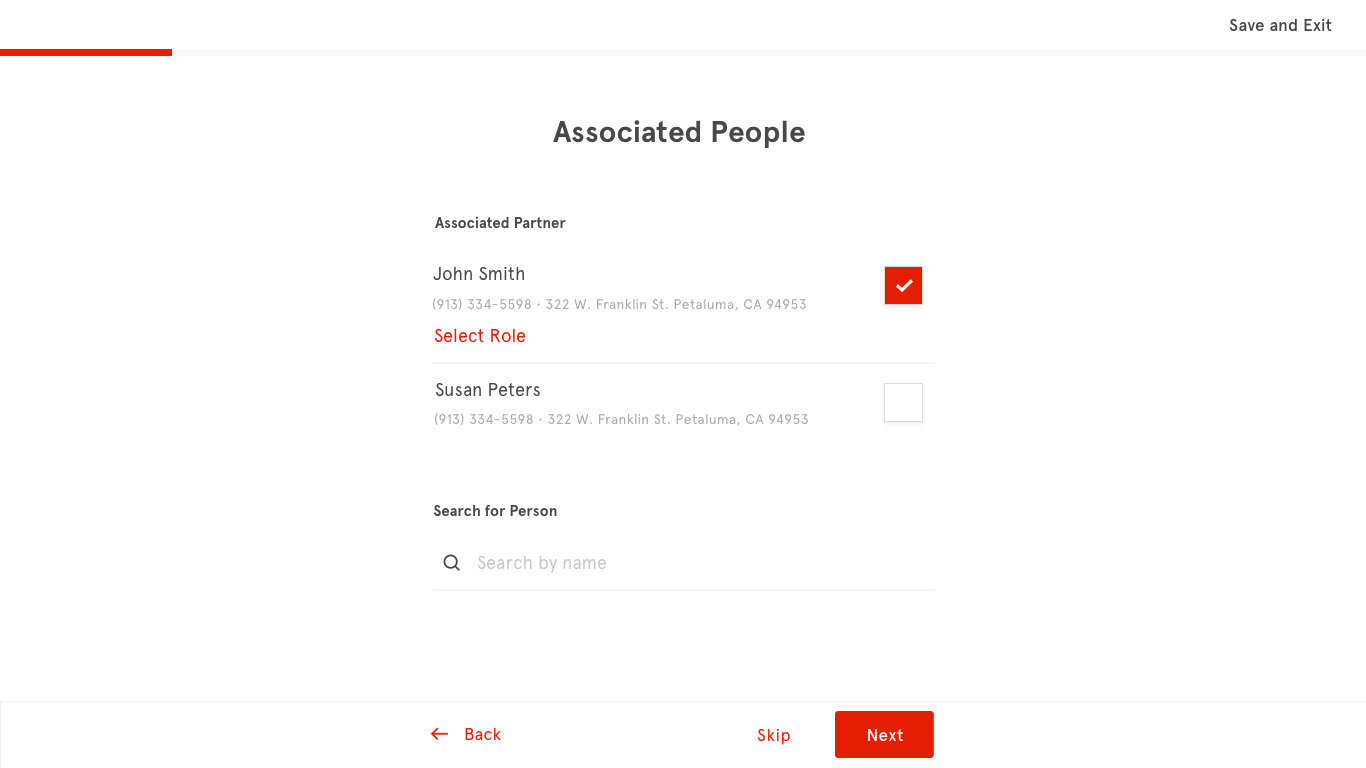 Save and Exit
Associated People
Associated Partner
John Smith
(913) 334-5598 • 322 W. Franklin St. Petaluma, CA 94953
Select Role
Susan Peters
(913) 334-5598 • 322 W. Franklin St. Petaluma, CA 94953
Search for Person
Search by name
Back
Skip
Next